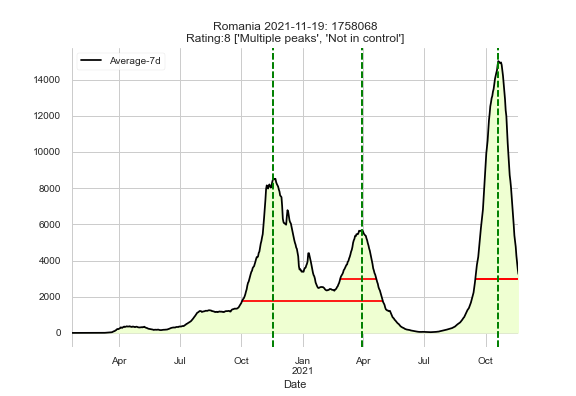 Romania 2021-11-19: 1758068
Rating:8 ['Multiple peaks', 'Not in control']
Average-7d
14000
12000
10000
8000
6000
4000
2000
0
Apr Jul Oct Jan Apr Jul Oct
2021
Date